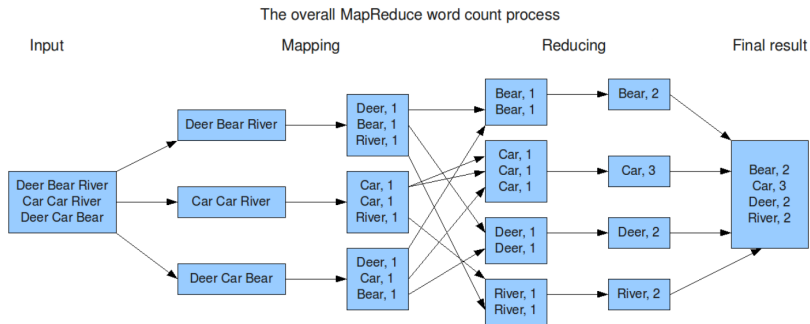 The overall MapReduce word count process
Input
Mapping
Reducing
Final result
Deer Bear River
Car Car River
Deer Car Bear
Deer Bear River
Car Car River
Deer Car Bear
Deer, 1
Bear, 1
River, 1
Car, 1
Car, 1
River, 1
Deer, 1
Car, 1
Bear, 1
Bear, 1
Bear, 1
Car, 1
Car, 1
Car, 1
Deer, 1
Deer, 1
River, 1
River, 1
Bear, 2
Car, 3
Deer, 2
River, 2
Bear, 2
Car, 3
Deer, 2
River, 2